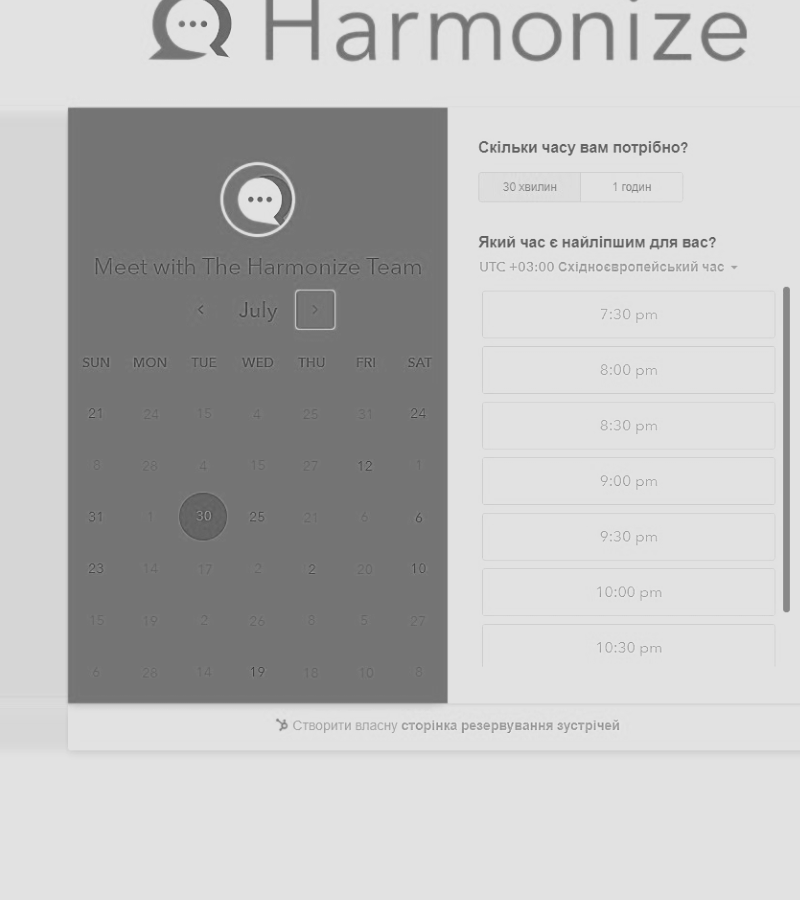 Harmonize
Meet with The Harmonize Team
July
SUN MON TUE WED THU FRI SAT
21 24 15 4 25 31 24
8 28 4 15 27 12 1
31 1 30 25 21 6 6
23 14 17 2 2 20 10
15 19 2 26 8 5 27
6 28 14 19 18 10 8
Скільки часу вам потрібно?
30 хвилин 1 годин
Який час є найліпшим для вас?
UTC +03:00 Східноєвропейський час
7:30 pm
8:00 pm
8:30 pm
9:00 pm
9:30 pm
10:00 pm
10:30 pm
Створити власну сторінка резервування зустрічей